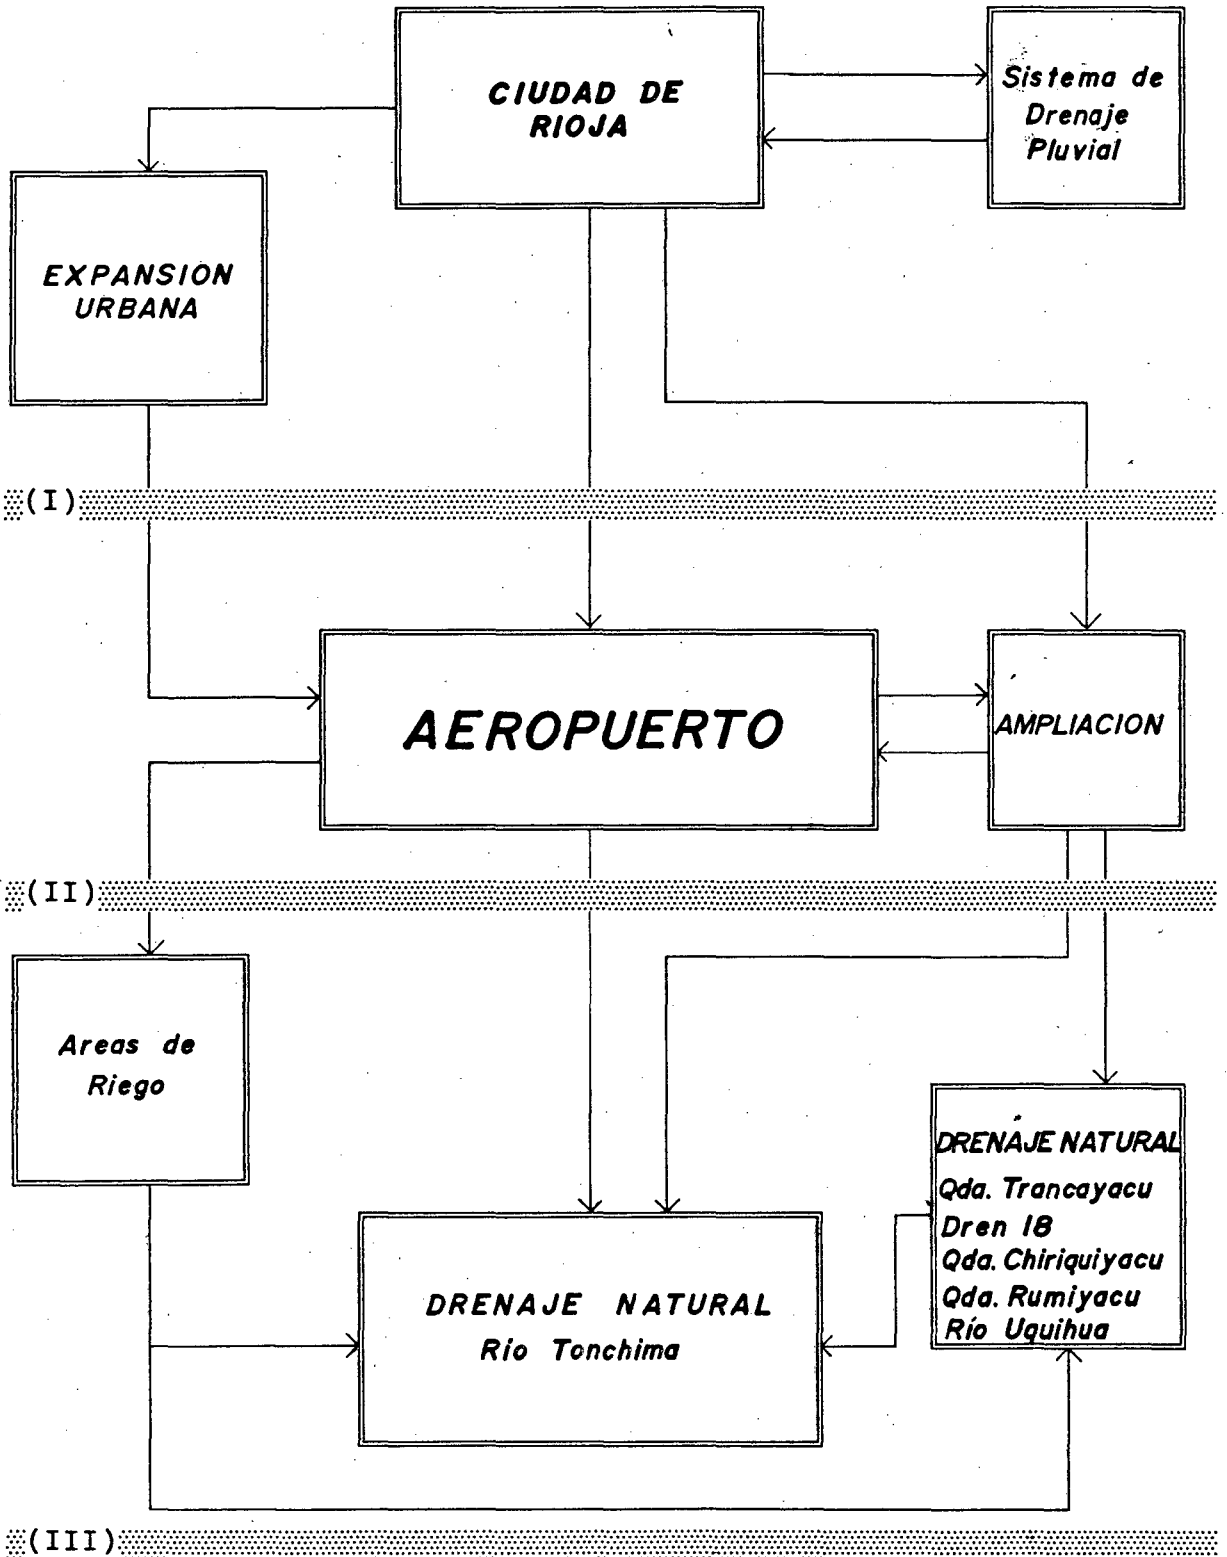 CIUDAD DE
RIOJA
Sistema de
Drenaje
Pluvial
EXPANSION
URBANA
(I)
AEROPUERTO
AMPLIACION
(II)
Areas de
Riego
DRENAJE NATURAL
Qda. Trancayacu
Dren 18
Qda. Chiriquiyacu
Qda. Rumiyacu
Río Uquihua
DRENAJE NATURAL
Río Tonchima
(III)